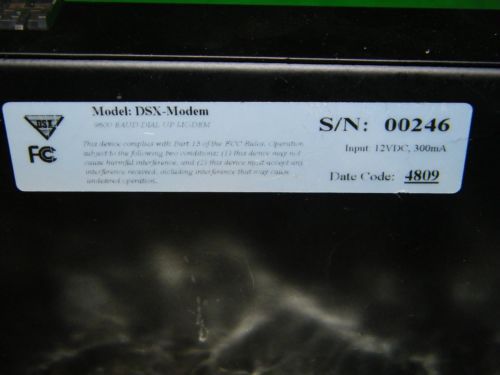 DSX
FC
Model: DSX-Modem
9600 BAUD DIAL UP MODEM
This device complies with Part 15 of the FCC Rules. Operation
subject to the following two conditions: (1) this device may not
cause harmful interference, and (2) this device must accept any
interference received, including interference that may cause
undesired operation.
S/N: 00246
Input: 12VDC, 300mA
Date Code: 4809